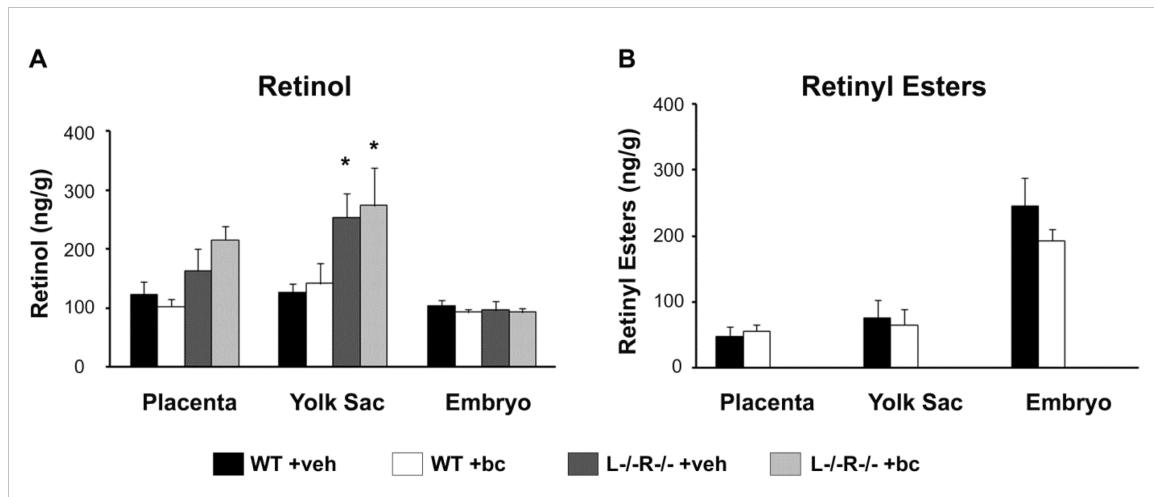 A
Retinol
Retinol (ng/g)
400
300
200
100
0
* *
Placenta Yolk Sac Embryo
B
Retinyl Esters
Retinyl Esters (ng/g)
400
300
200
100
0
Placenta Yolk Sac Embryo
WT +veh WT +bc L-/-R-/- +veh L-/-R-/- +bc